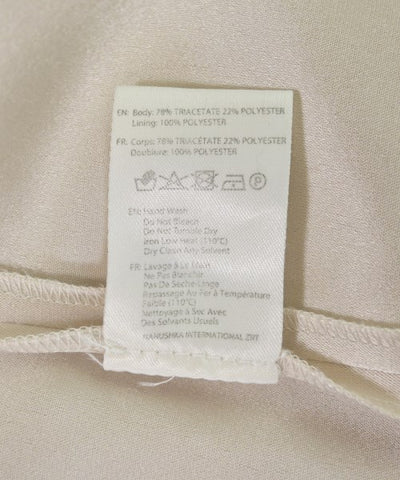 EN: Body: 78% TRIACETATE 22% POLYESTER
Lining: 100% POLYESTER
FR: Corps: 78% TRIACÉTATE 22% POLYESTER
Doublure: 100% POLYESTER
EN: Hand Wash
Do Not Bleach
Do Not Tumble Dry
Iron Low Heat (110°C)
Dry Clean Any Solvent
FR: Lavage à La Main
Ne Pas Blanchir
Pas De Sèche-Linge
Repassage Au Fer à Température
Faible (110°C)
Nettoyage à Sec Avec
Des Solvants Usuels
NANUSHKA INTERNATIONAL ZRT